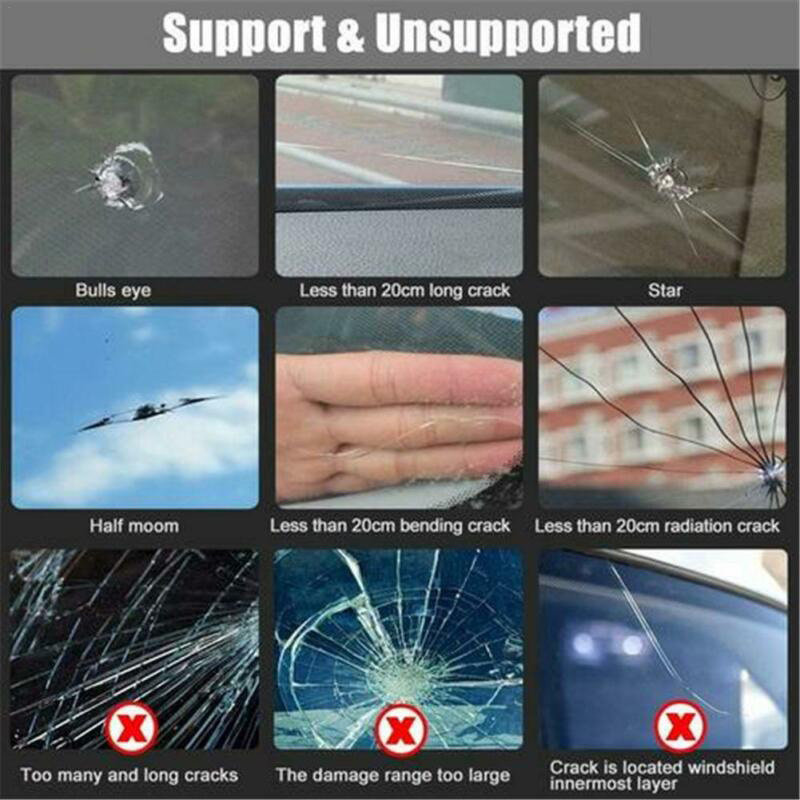 Support & Unsupported
Bulls eye
Less than 20cm long crack
Star
Half moom
Less than 20cm bending crack
Less than 20cm radiation crack
X
X
X
Too many and long cracks
The damage range too large
Crack is located windshield
innermost layer